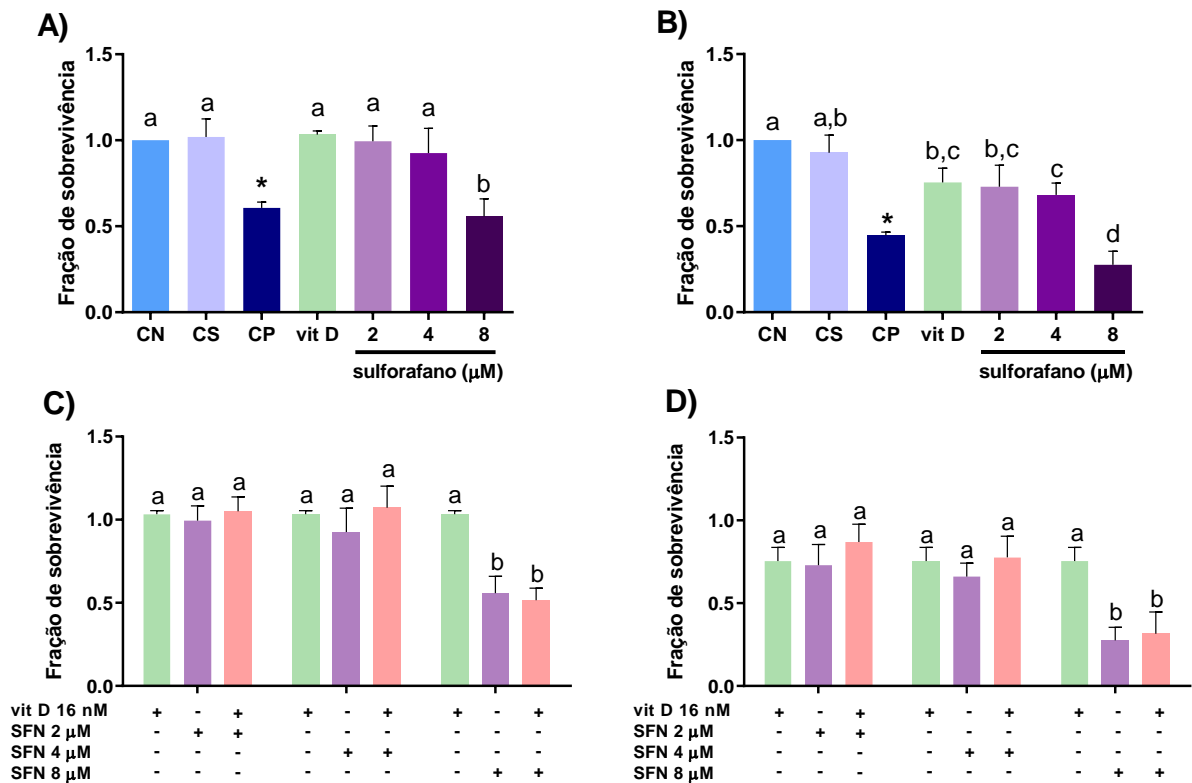 A)
Fração de sobrevivência
1.5
1.0
0.5
0.0
a
a
*
a
a
a
b
CN CS CP vit D 2 4 8
sulforafano (μM)
B)
Fração de sobrevivência
1.5
1.0
0.5
0.0
a
a,b
*
b,c
b,c
c
d
CN CS CP vit D 2 4 8
sulforafano (μM)
C)
Fração de sobrevivência
1.5
1.0
0.5
0.0
a a a a a a a b b
vit D 16 nM + - + + - + + - +
SFN 2 μM - + + - - - - - -
SFN 4 μM - - - - + + - - -
SFN 8 μM - - - - - - - + +
D)
Fração de sobrevivência
1.5
1.0
0.5
0.0
a a a a a a a b b
vit D 16 nM + - + + - + + - +
SFN 2 μM - + + - - - - - -
SFN 4 μM - - - - + + - - -
SFN 8 μM - - - - - - - + +